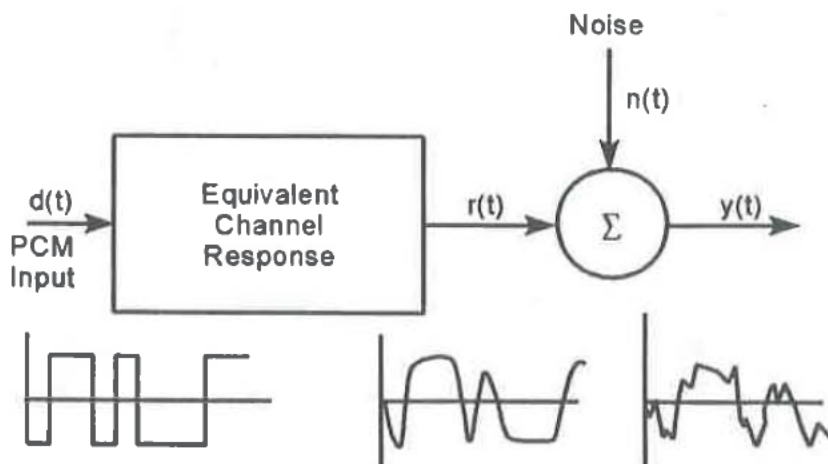 Noise
n(t)
d(t)
PCM
Input
Equivalent
Channel
Response
r(t)
Σ
y(t)